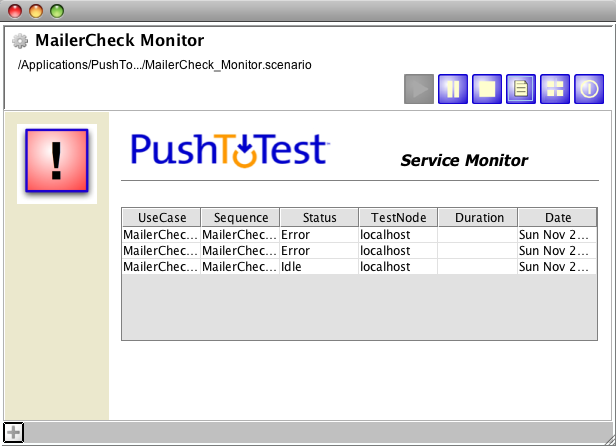 MailerCheck Monitor
/Applications/PushTo.../MailerCheck_Monitor.scenario
!
PushToTest
Service Monitor
UseCase Sequence Status TestNode Duration Date
MailerChec... MailerChec... Error localhost Sun Nov 2...
MailerChec... MailerChec... Error localhost Sun Nov 2...
MailerChec... MailerChec... Idle localhost Sun Nov 2...